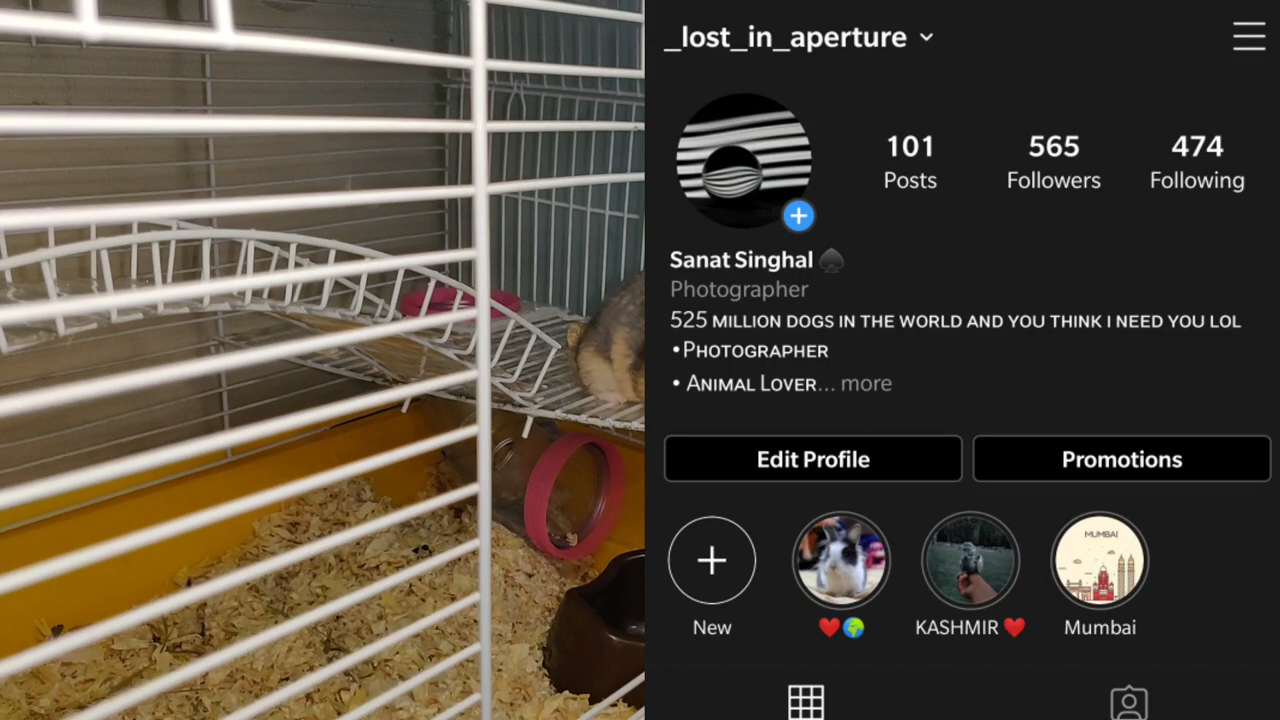 _lost_in_aperture
101
565
474
Posts
Followers
Following
Sanat Singhal ♠
Photographer
525 MILLION DOGS IN THE WORLD AND YOU THINK I NEED YOU LOL
•PHOTOGRAPHER
• ANIMAL LOVER... more
Edit Profile
Promotions
MUMBAI
New
❤️🌍
KASHMIR ❤️
Mumbai